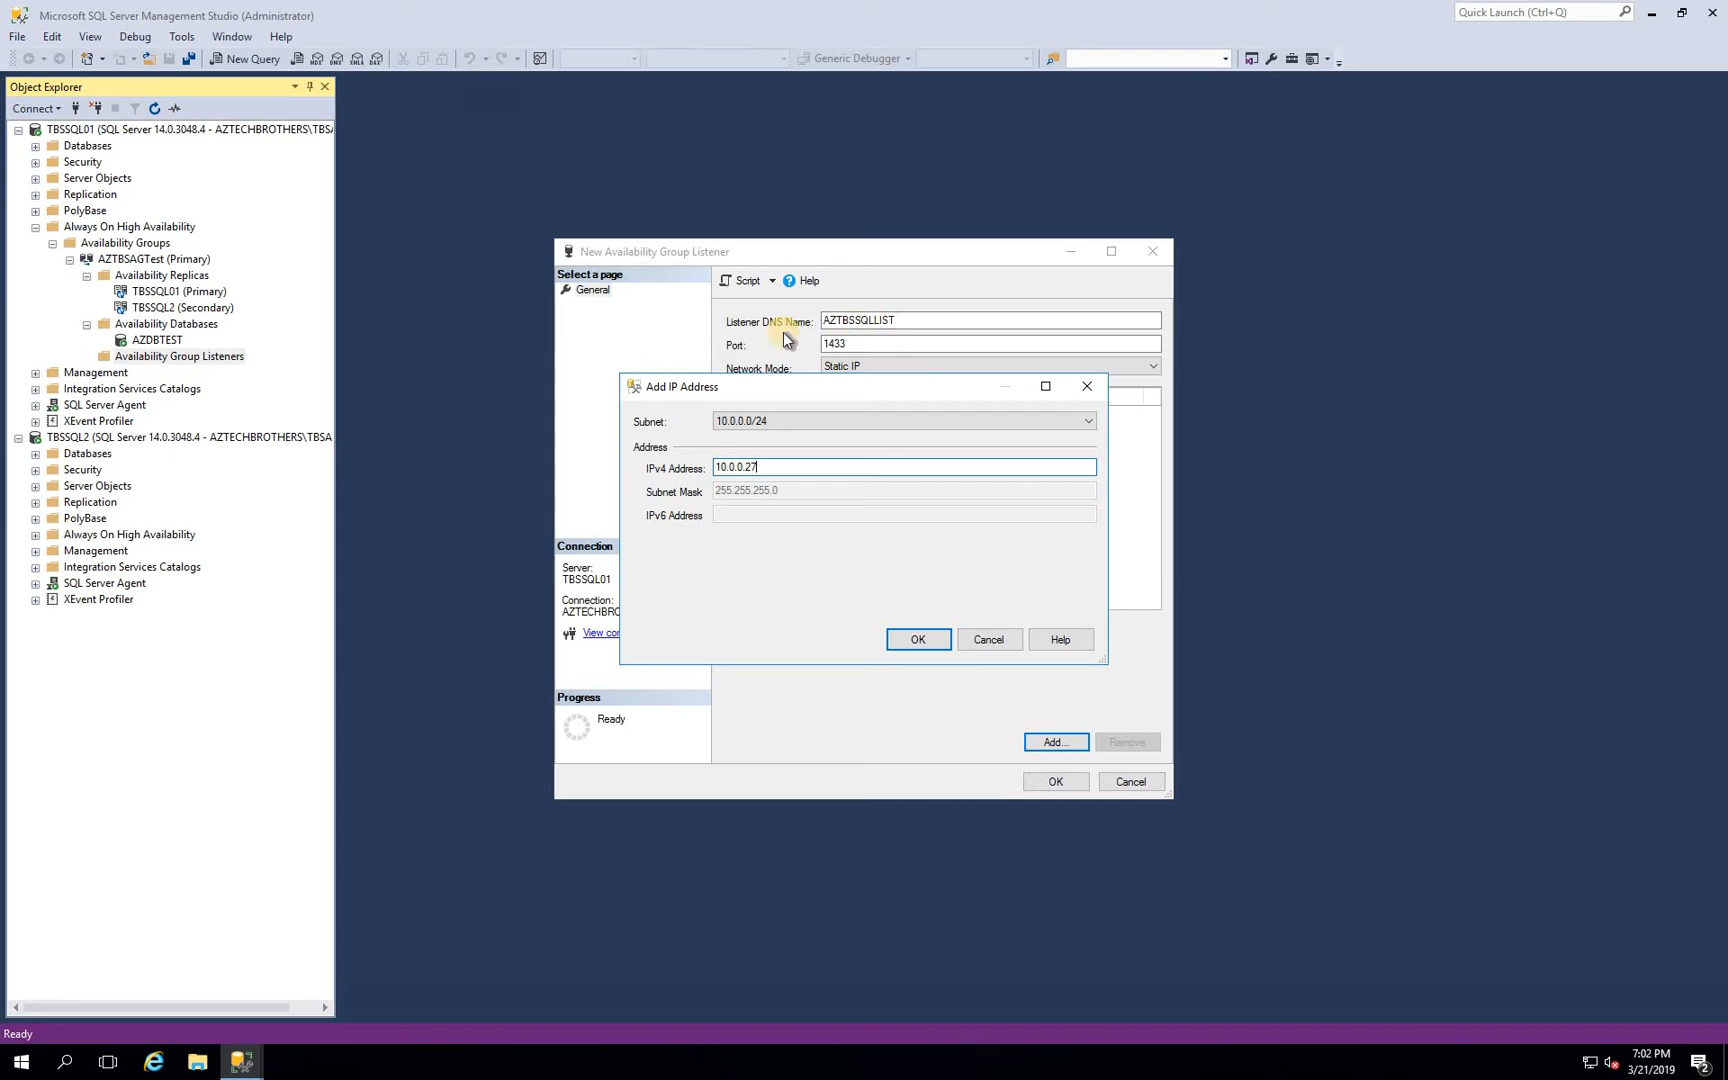 Microsoft SQL Server Management Studio (Administrator)
Quick Launch (Ctrl+Q)
File Edit View Debug Tools Window Help
New Query
MDX DMX XMLA DAX
Generic Debugger
Object Explorer
Connect
TBSSQL01 (SQL Server 14.0.3048.4 - AZTECHBROTHERS\TBSA
Databases
Security
Server Objects
Replication
PolyBase
Always On High Availability
Availability Groups
AZTBSAGTest (Primary)
Availability Replicas
TBSSQL01 (Primary)
TBSSQL2 (Secondary)
Availability Databases
AZDBTEST
Availability Group Listeners
Management
Integration Services Catalogs
SQL Server Agent
XEvent Profiler
TBSSQL2 (SQL Server 14.0.3048.4 - AZTECHBROTHERS\TBSA
Databases
Security
Server Objects
Replication
PolyBase
Always On High Availability
Management
Integration Services Catalogs
SQL Server Agent
XEvent Profiler
New Availability Group Listener
Select a page
General
Script Help
Listener DNS Name: AZTBSSQLLIST
Port: 1433
Network Mode: Static IP
Add IP Address
Subnet: 10.0.0.0/24
Address
IPv4 Address: 10.0.0.27
Subnet Mask 255.255.255.0
IPv6 Address
OK Cancel Help
Connection
Server:
TBSSQL01
Connection:
AZTECHBRO
View con
Progress
Ready
Add... Remove
OK Cancel
Ready
7:02 PM
3/21/2019
2